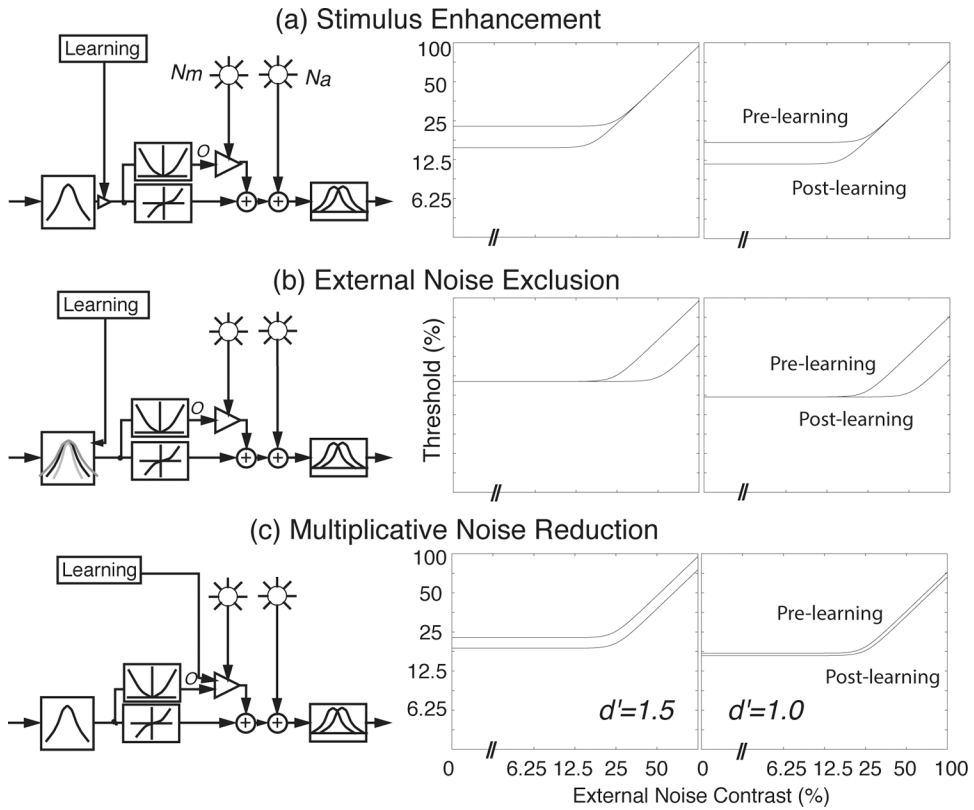 (a) Stimulus Enhancement
Learning
Nm
Na
O
100
50
25
12.5
6.25
Pre-learning
Post-learning
(b) External Noise Exclusion
Learning
O
Threshold (%)
Pre-learning
Post-learning
(c) Multiplicative Noise Reduction
Learning
O
100
50
25
12.5
6.25
d'=1.5
Pre-learning
Post-learning
d'=1.0
0 6.25 12.5 25 50 0 6.25 12.5 25 50 100
External Noise Contrast (%)